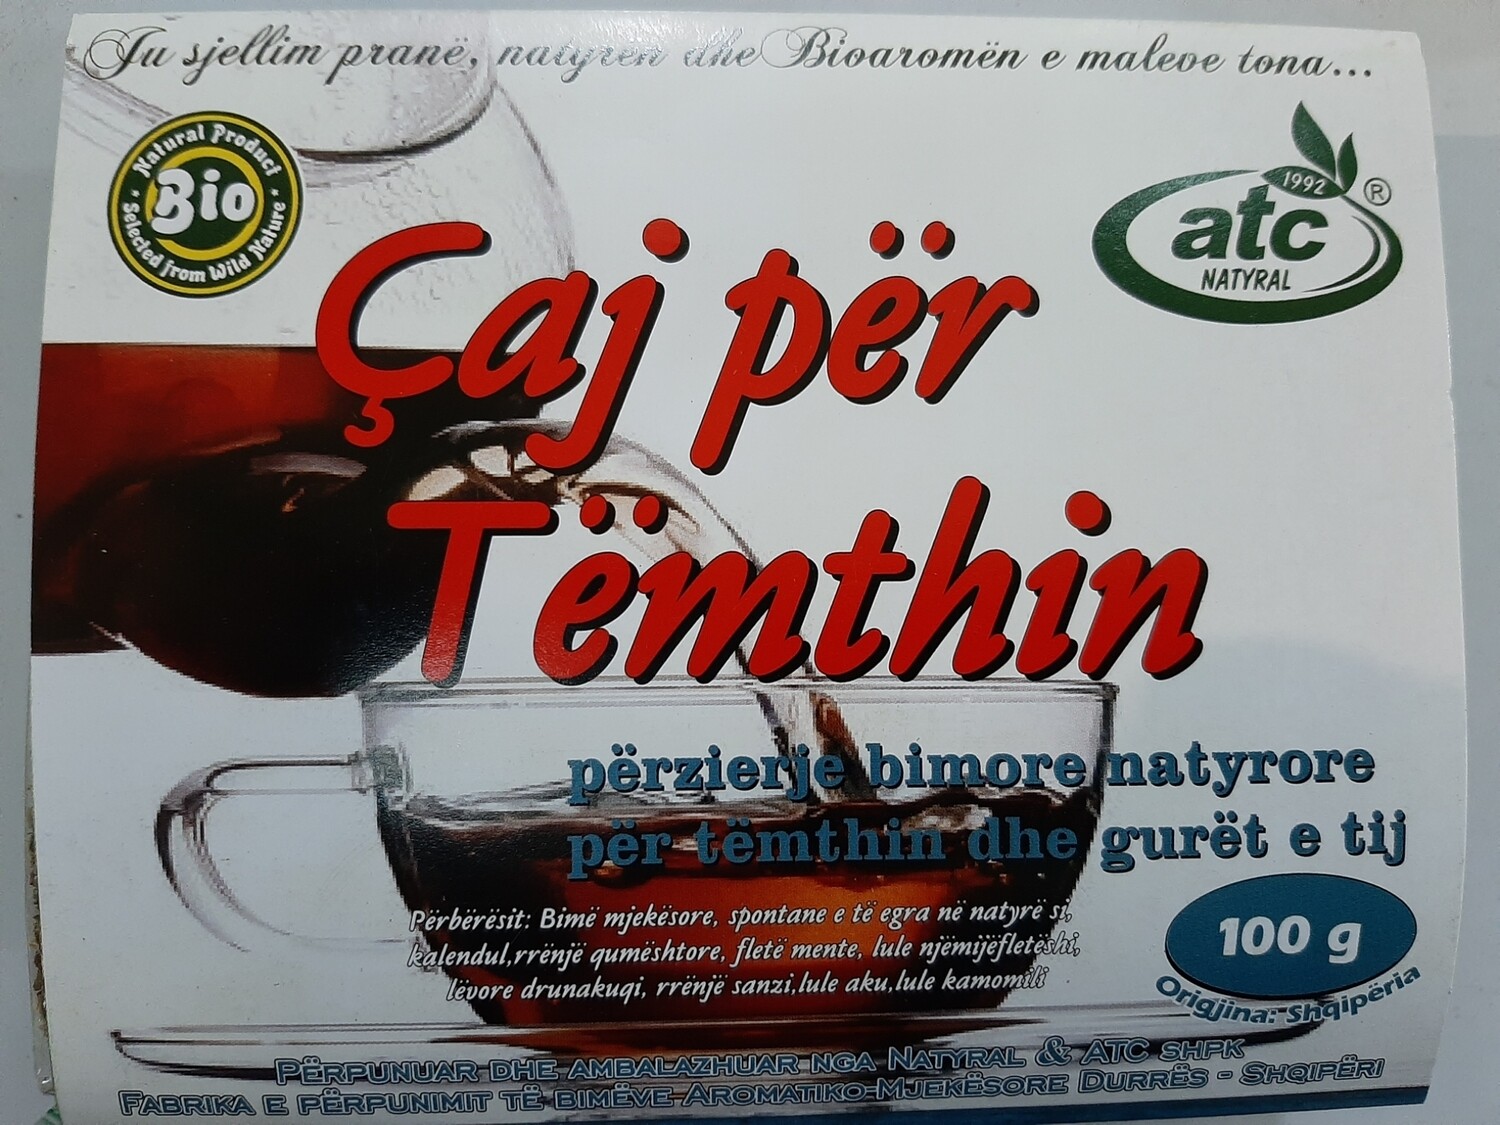 Ju sjellim pranë, natyrën dhe Bioaromën e maleve tona...
Natural Product
Bio
Selected from Wild Nature
1992
atc
NATYRAL
®
Çaj për
Tëmthin
përzierje bimore natyrore
për tëmthin dhe gurët e tij
Përbërësit: Bimë mjekësore, spontane e të egra në natyrë si,
kalendul,rrënjë qumështore, fletë mente, lule njëmijëfletëshi,
lëvore drunakuqi, rrënjë sanzi,lule aku,lule kamomili
100 g
Origjina: Shqipëria
PËRPUNUAR DHE AMBALAZHUAR NGA NATYRAL & ATC SHPK
FABRIKA E PËRPUNIMIT TË BIMËVE AROMATIKO-MJEKËSORE DURRËS - SHQIPËRI